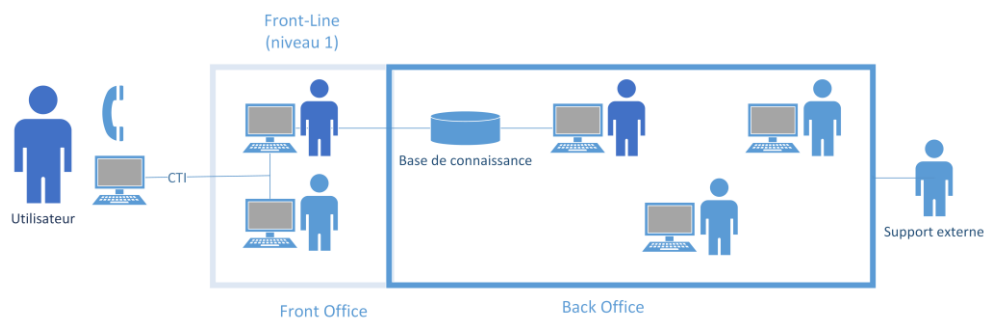 Front-Line
(niveau 1)
CTI
Base de connaissance
Utilisateur
Support externe
Front Office
Back Office